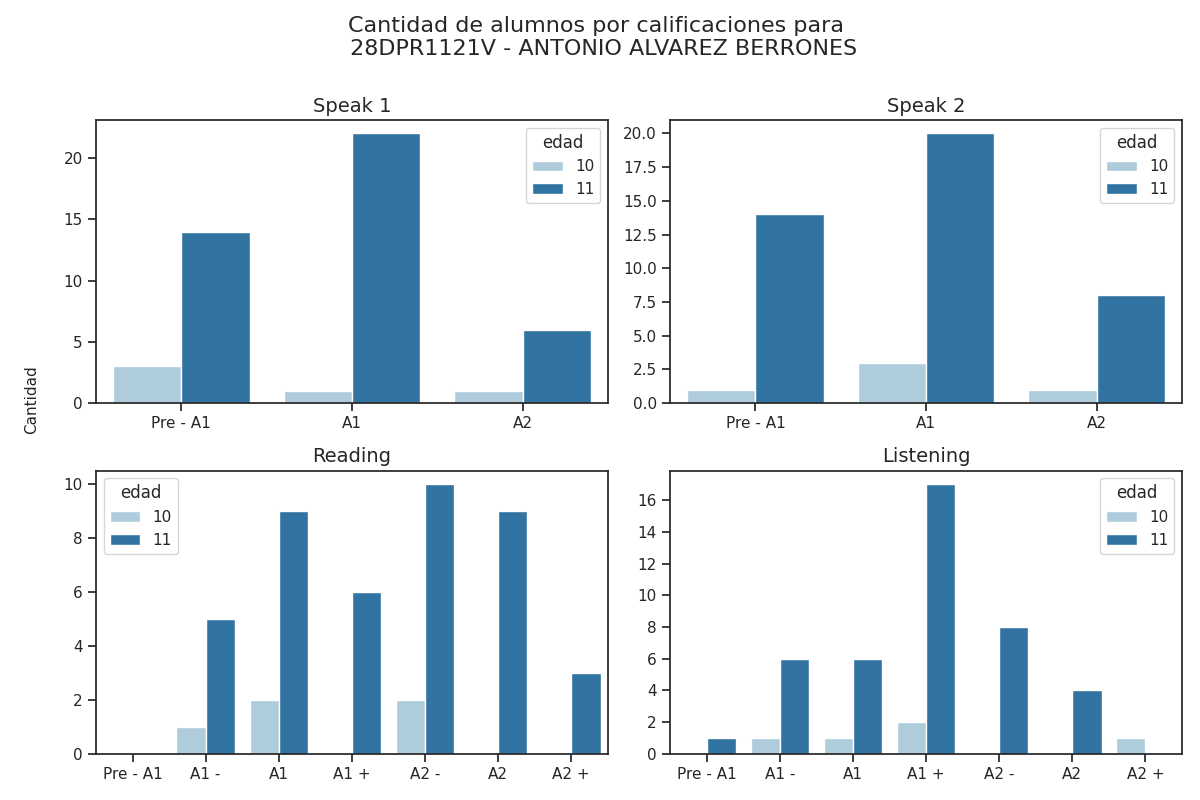 Cantidad de alumnos por calificaciones para
28DPR1121V - ANTONIO ALVAREZ BERRONES
Cantidad
Speak 1
20
15
10
5
0
Pre - A1 A1 A2
edad
10
11
Speak 2
20.0
17.5
15.0
12.5
10.0
7.5
5.0
2.5
0.0
Pre - A1 A1 A2
edad
10
11
Reading
10
8
6
4
2
0
Pre - A1 A1 - A1 A1 + A2 - A2 A2 +
edad
10
11
Listening
16
14
12
10
8
6
4
2
0
Pre - A1 A1 - A1 A1 + A2 - A2 A2 +
edad
10
11